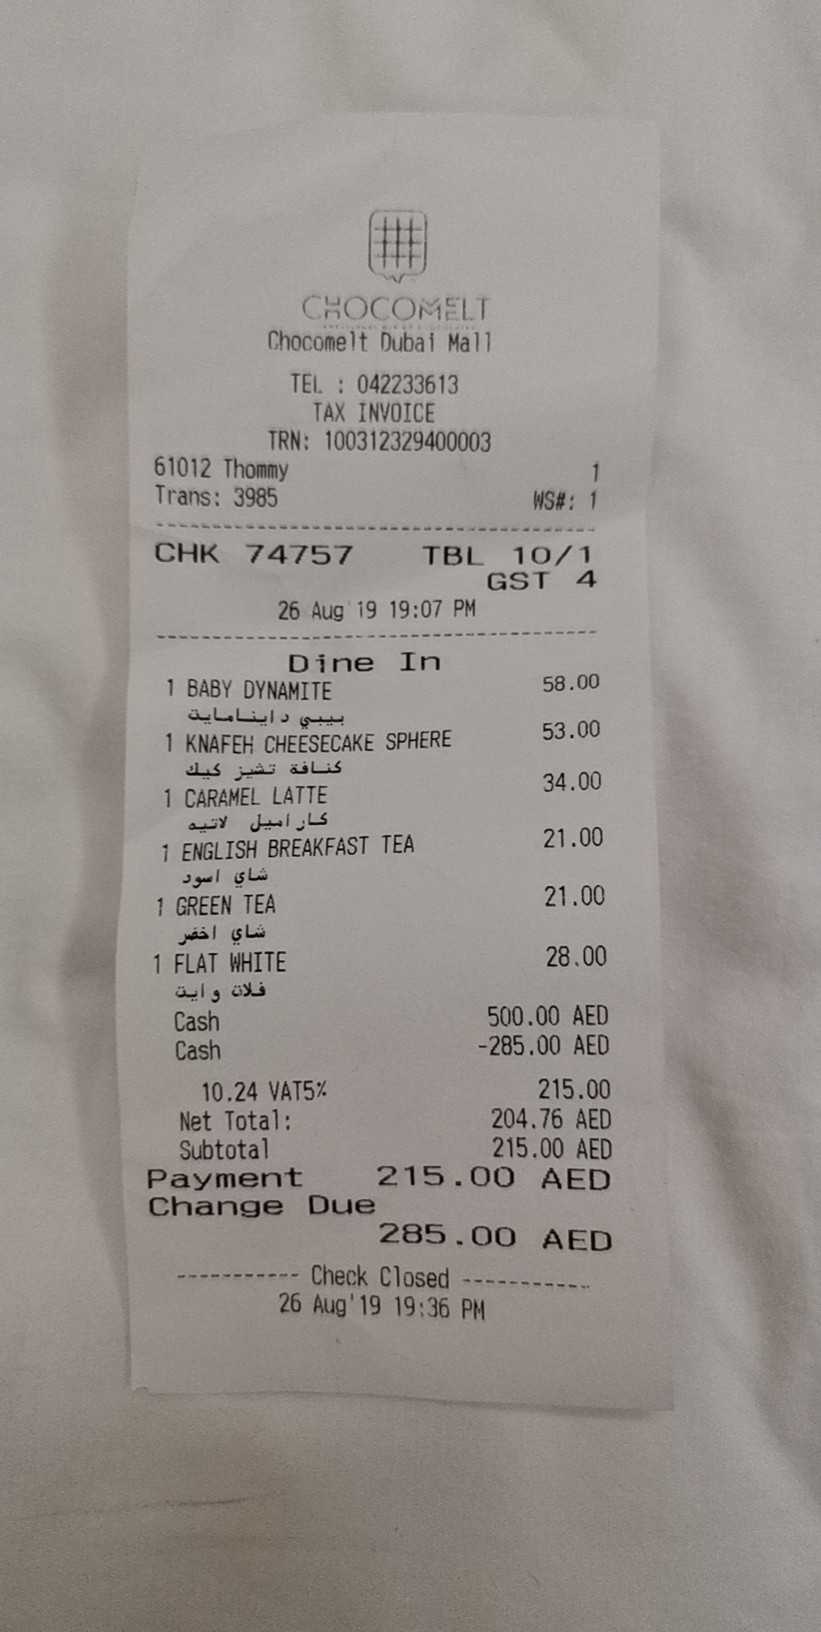 CHOCOMELT
Chocomelt Dubai Mall
TEL : 042233613
TAX INVOICE
TRN: 100312329400003
61012 Thommy 1
Trans: 3985 WS#: 1
CHK 74757 TBL 10/1
GST 4
26 Aug'19 19:07 PM
Dine In
1 BABY DYNAMITE 58.00
بيبي داينامايت
1 KNAFEH CHEESECAKE SPHERE 53.00
كنافة تشيز كيك
1 CARAMEL LATTE 34.00
كاراميل لاتيه
1 ENGLISH BREAKFAST TEA 21.00
شاي اسود
1 GREEN TEA 21.00
شاي اخضر
1 FLAT WHITE 28.00
فلات وايت
Cash 500.00 AED
Cash -285.00 AED
10.24 VAT5% 215.00
Net Total: 204.76 AED
Subtotal 215.00 AED
Payment 215.00 AED
Change Due
285.00 AED
----------- Check Closed -----------
26 Aug'19 19:36 PM